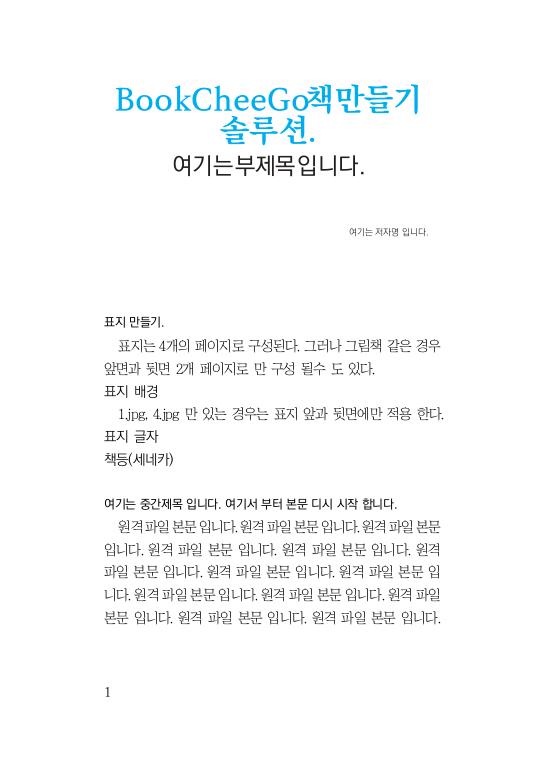 BookCheeGo책만들기
솔루션.
여기는 부제목입니다.
여기는 저자명 입니다.
표지 만들기.
표지는 4개의 페이지로 구성된다. 그러나 그림책 같은 경우
앞면과 뒷면 2개 페이지로 만 구성 될수 도 있다.
표지 배경
1.jpg, 4.jpg 만 있는 경우는 표지 앞과 뒷면에만 적용 한다.
표지 글자
책등(세네카)
여기는 중간제목 입니다. 여기서 부터 본문 디시 시작 합니다.
원격 파일 본문 입니다. 원격 파일 본문 입니다. 원격 파일 본문
입니다. 원격 파일 본문 입니다. 원격 파일 본문 입니다. 원격
파일 본문 입니다. 원격 파일 본문 입니다. 원격 파일 본문 입
니다. 원격 파일 본문 입니다. 원격 파일 본문 입니다. 원격 파일
본문 입니다. 원격 파일 본문 입니다. 원격 파일 본문 입니다.
1